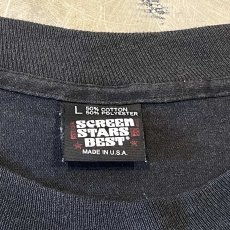 L 50% COTTON
50% POLYESTER
SCREEN
STARS
BEST
MADE IN U.S.A.